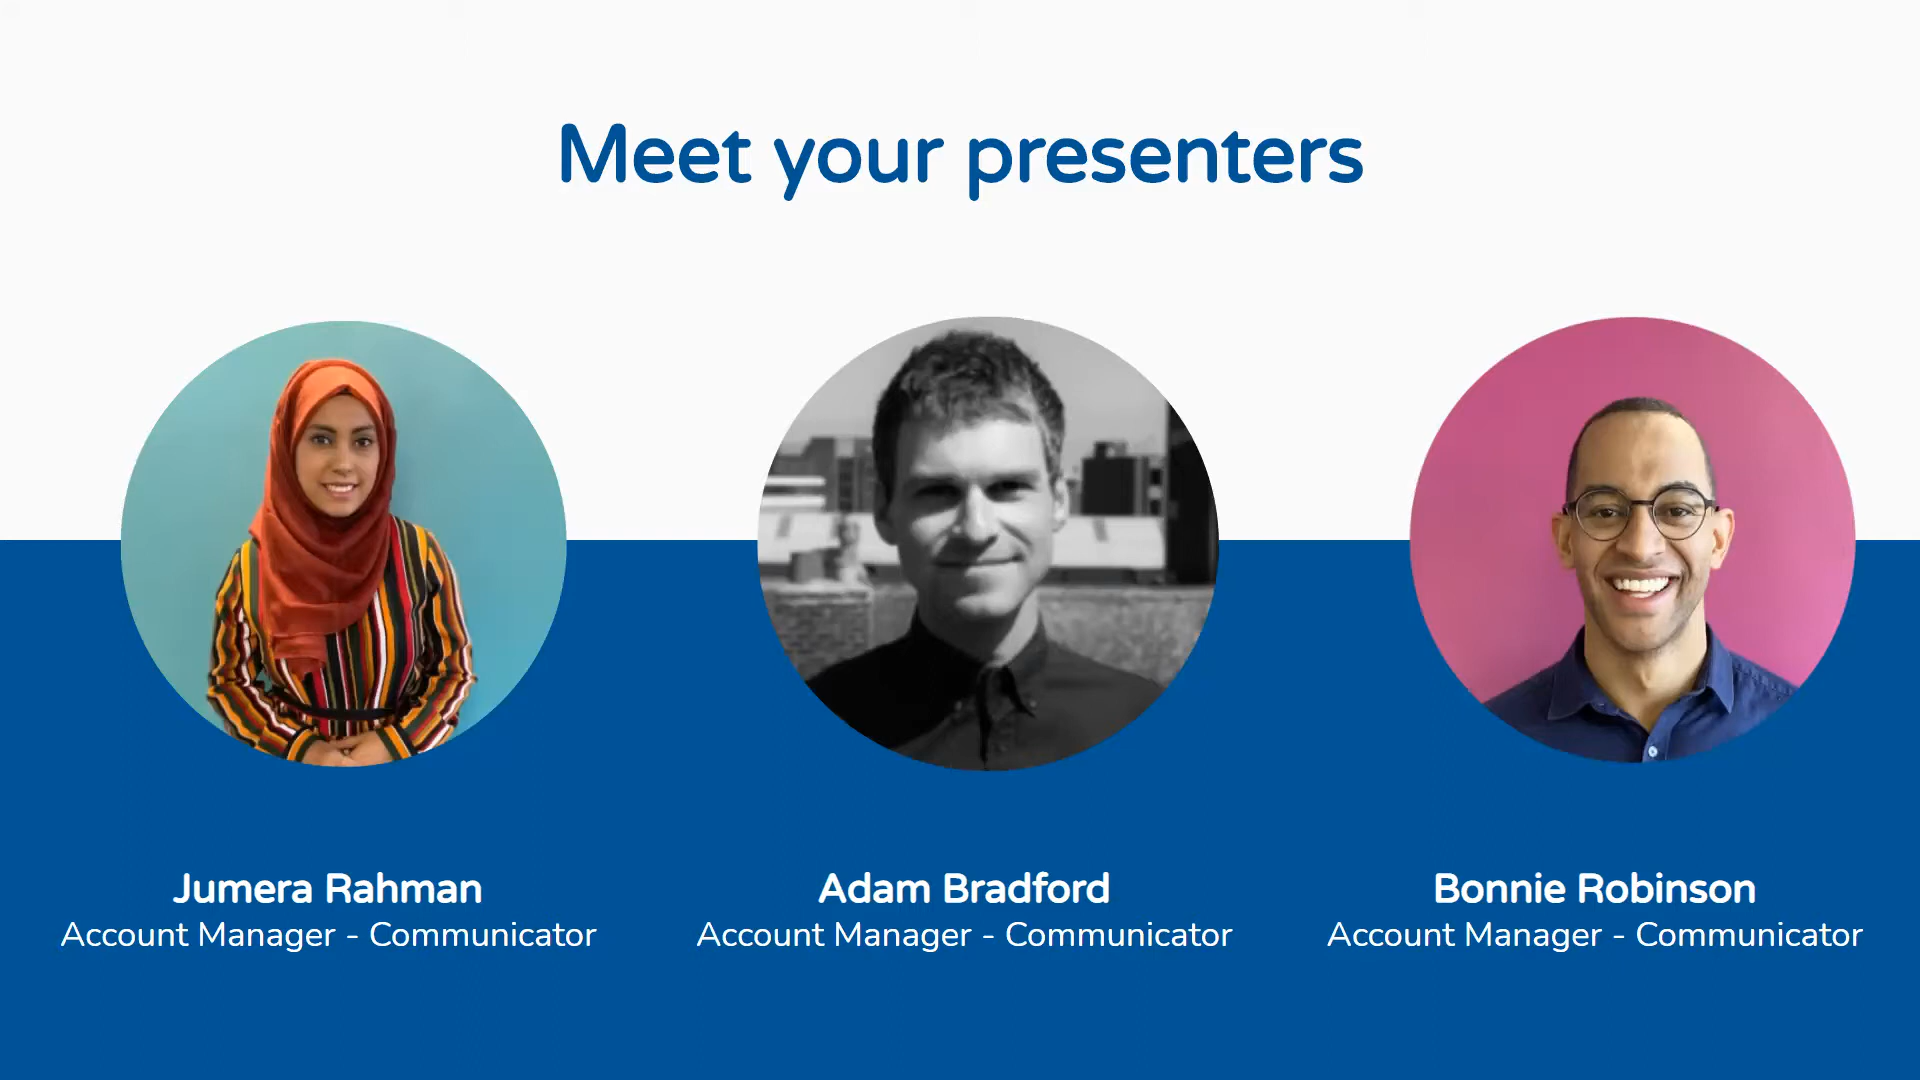 Meet your presenters
Jumera Rahman
Account Manager - Communicator
Adam Bradford
Account Manager - Communicator
Bonnie Robinson
Account Manager - Communicator